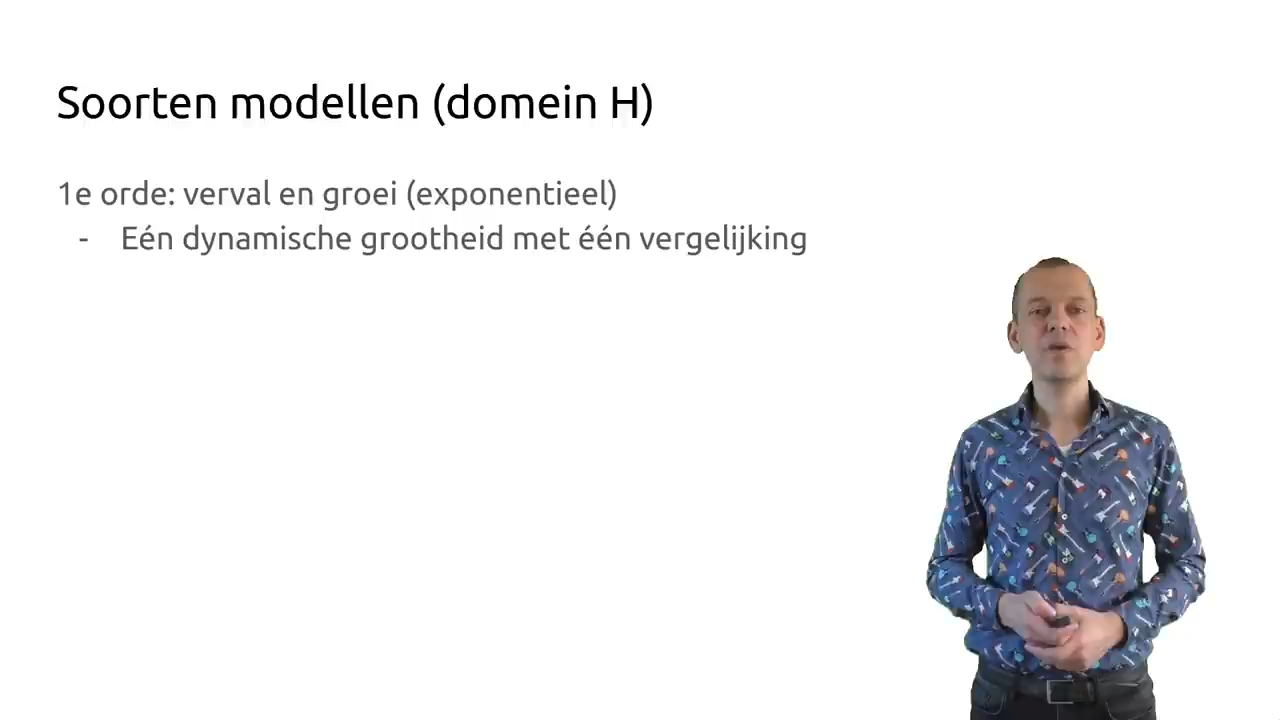 Soorten modellen (domein H)
1e orde: verval en groei (exponentieel)
- Eén dynamische grootheid met één vergelijking